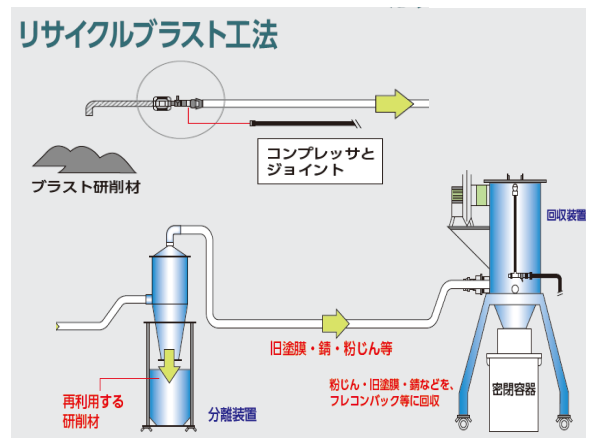 リサイクルブラスト工法
コンプレッサと
ジョイント
ブラスト研削材
回収装置
旧塗膜・錆・粉じん等
粉じん・旧塗膜・錆などを、
フレコンパック等に回収
密閉容器
再利用する
研削材
分離装置